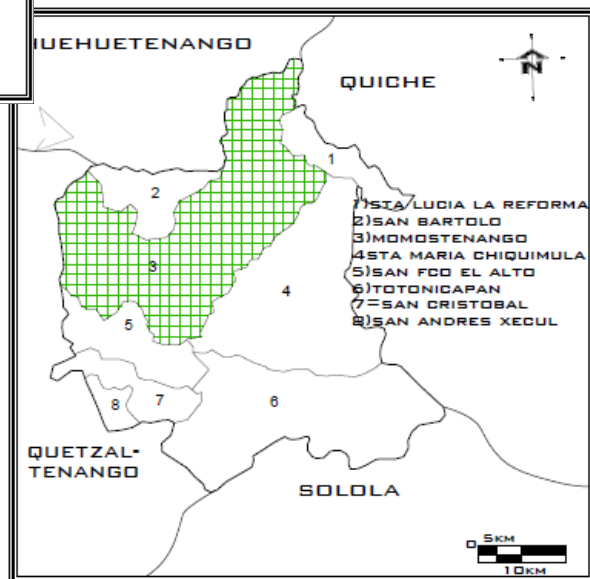 HUEHUETENANGO
QUICHE
N
1
1)STA LUCIA LA REFORMA
2)SAN BARTOLO
3)MOMOSTENANGO
4STA MARIA CHIQUIMULA
5)SAN FCO EL ALTO
6)TOTONICAPAN
7=SAN CRISTOBAL
8)SAN ANDRES XECUL
2
3
4
5
6
7
8
QUETZAL-
TENANGO
SOLOLA
0 5KM
10KM